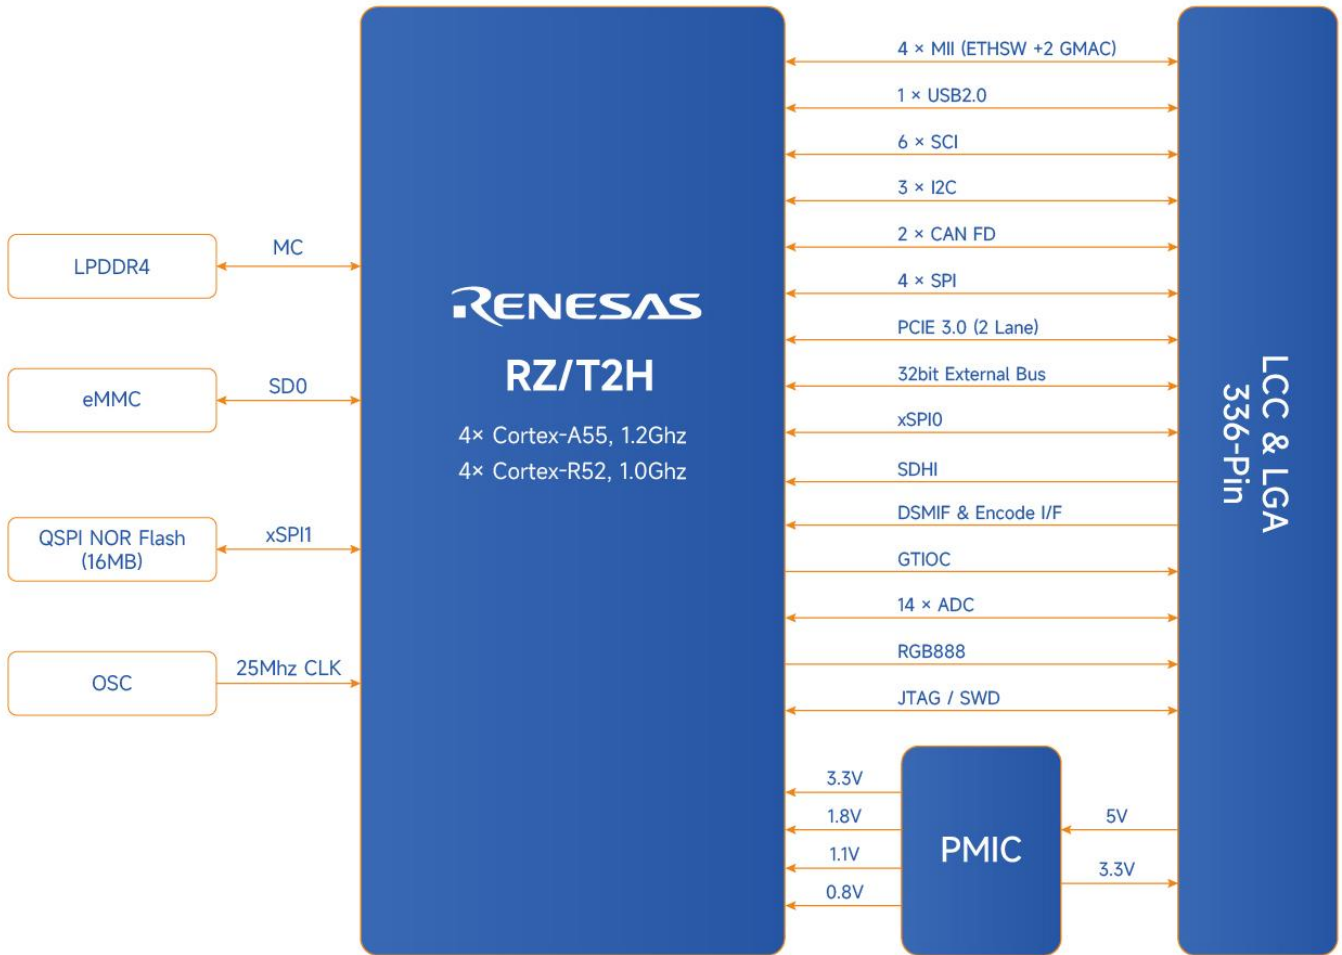 LPDDR4
MC
eMMC
SD0
QSPI NOR Flash
(16MB)
xSPI1
OSC
25Mhz CLK
RENESAS
RZ/T2H
4× Cortex-A55, 1.2Ghz
4× Cortex-R52, 1.0Ghz
4 × MII (ETHSW +2 GMAC)
1 × USB2.0
6 × SCI
3 × I2C
2 × CAN FD
4 × SPI
PCIE 3.0 (2 Lane)
32bit External Bus
xSPI0
SDHI
DSMIF & Encode I/F
GTIOC
14 × ADC
RGB888
JTAG / SWD
3.3V
1.8V
1.1V
0.8V
PMIC
5V
3.3V
LCC & LGA
336-Pin